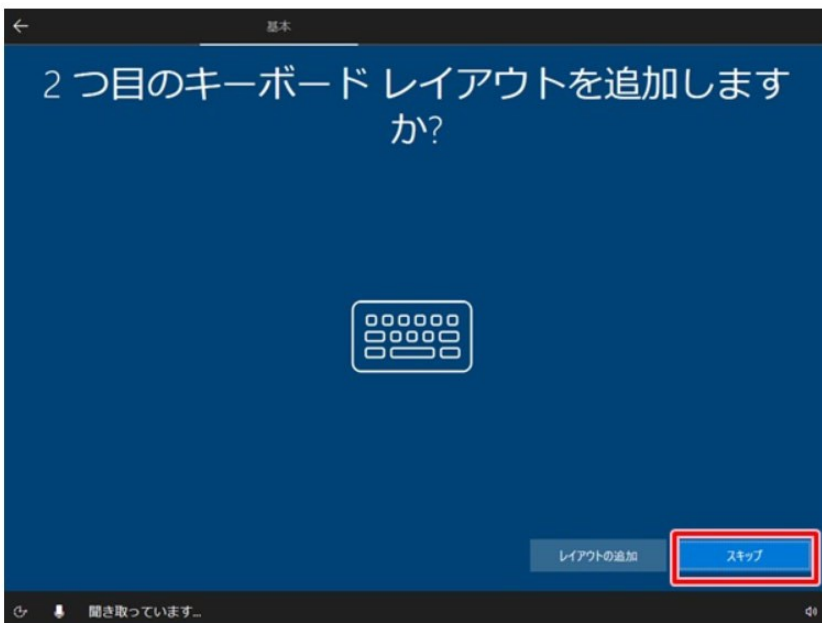 基本
2 つ目のキーボード レイアウトを追加します
か?
レイアウトの追加
スキップ
聞き取っています...